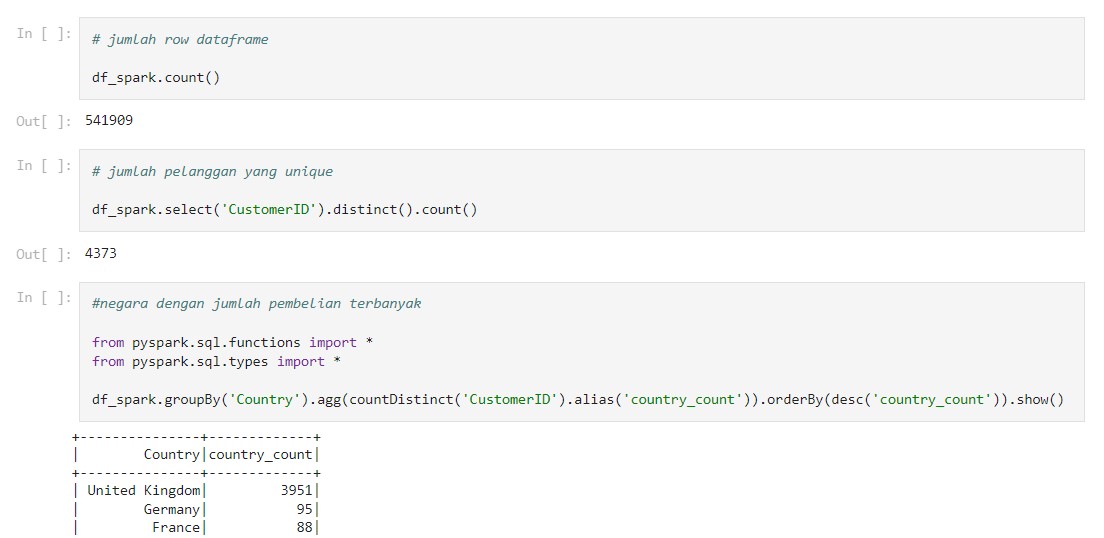 In [ ]:
# jumlah row dataframe
df_spark.count()
Out[ ]: 541909
In [ ]:
# jumlah pelanggan yang unique
df_spark.select('CustomerID').distinct().count()
Out[ ]: 4373
In [ ]:
#negara dengan jumlah pembelian terbanyak
from pyspark.sql.functions import *
from pyspark.sql.types import *
df_spark.groupBy('Country').agg(countDistinct('CustomerID').alias('country_count')).orderBy(desc('country_count')).show()
+---------------+-------------+
|        Country|country_count|
+---------------+-------------+
| United Kingdom|         3951|
|        Germany|           95|
|         France|           88|